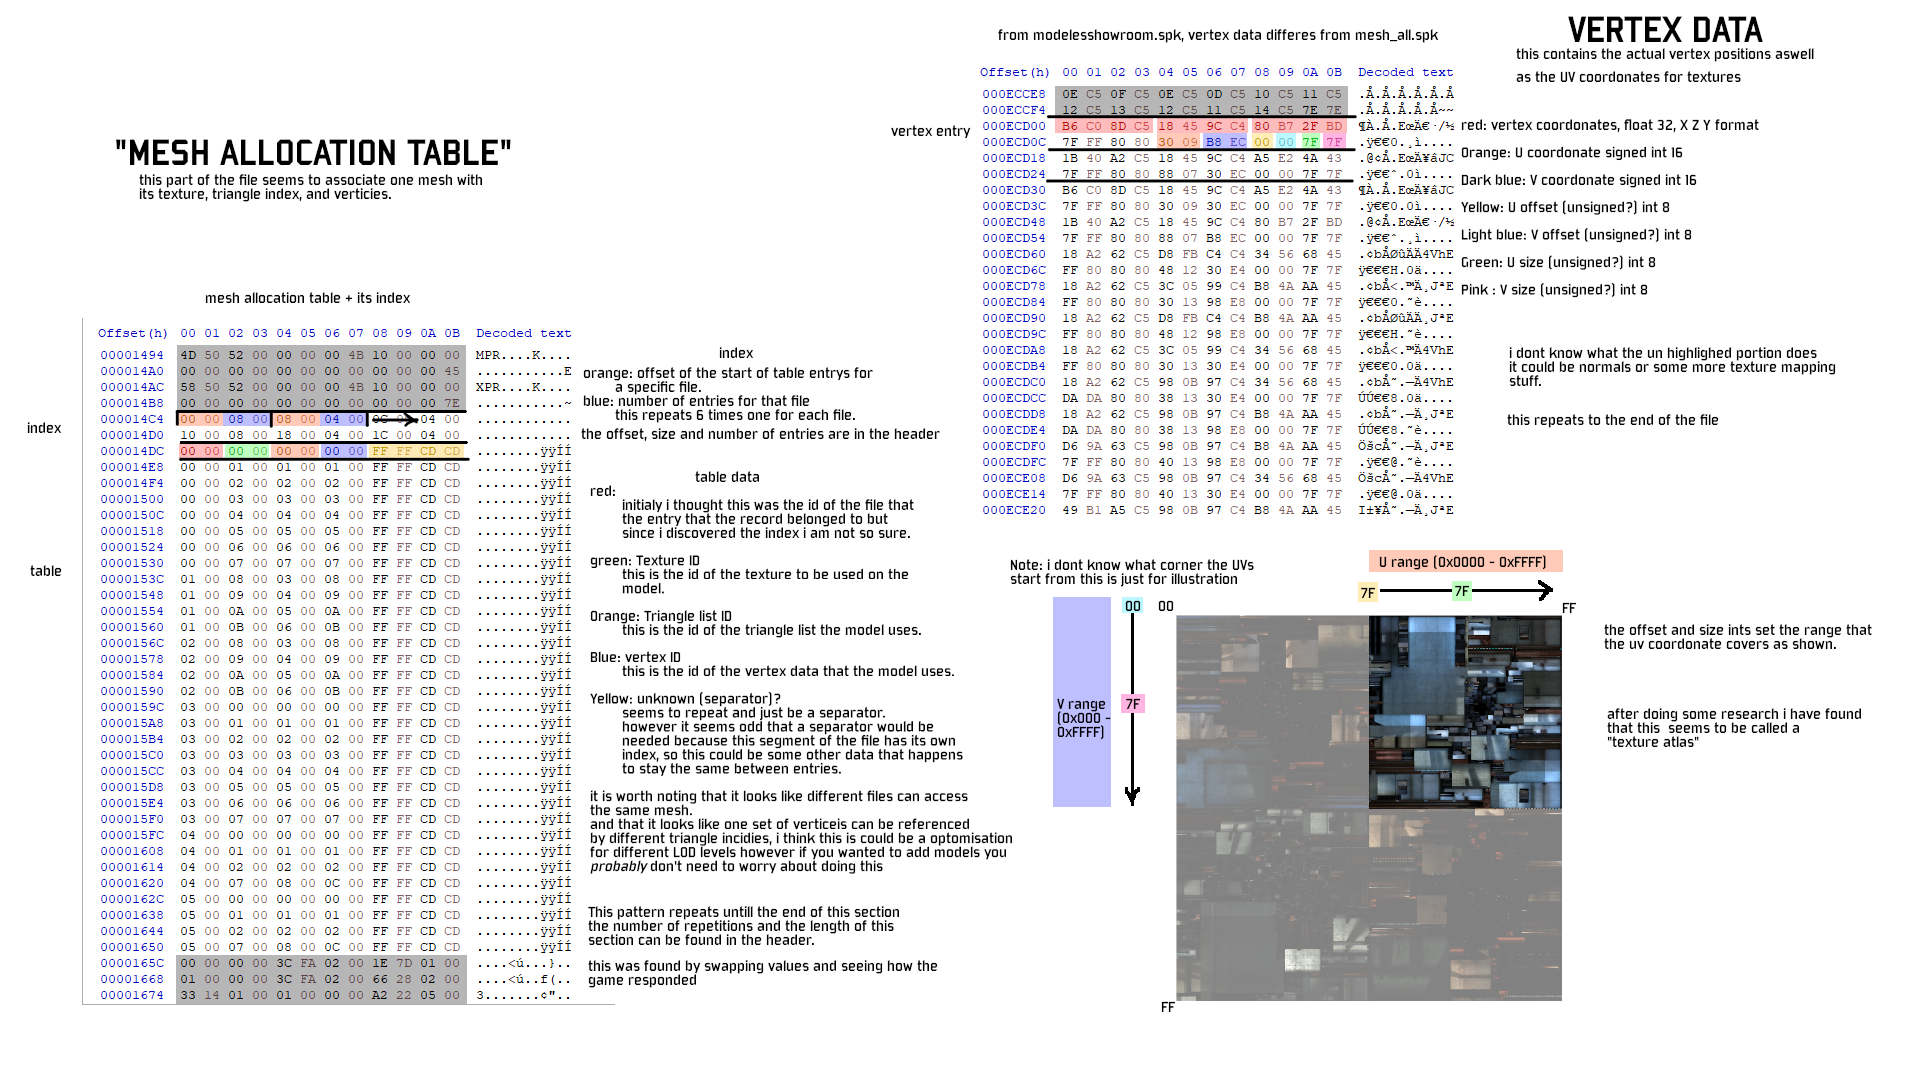 "MESH ALLOCATION TABLE"
this part of the file seems to associate one mesh with
its texture, triangle index, and verticies.
mesh allocation table + its index
Offset(h) 00 01 02 03 04 05 06 07 08 09 0A 0B Decoded text
00001494 4D 50 52 00 00 00 00 4B 10 00 00 00 MPR....K....
000014A0 00 00 00 00 00 00 00 00 00 00 00 45 ...........E
000014AC 58 50 52 00 00 00 00 4B 10 00 00 00 XPR....K....
000014B8 00 00 00 00 00 00 00 00 00 00 00 7E ...........~
index
000014C4 00 00 08 00 08 00 04 00 0C 00 04 00 ............
000014D0 10 00 08 00 18 00 04 00 1C 00 04 00 ............
000014DC 00 00 00 00 00 00 00 00 FF FF CD CD ........ÿÿÍÍ
000014E8 00 00 01 00 01 00 01 00 FF FF CD CD ........ÿÿÍÍ
000014F4 00 00 02 00 02 00 02 00 FF FF CD CD ........ÿÿÍÍ
00001500 00 00 03 00 03 00 03 00 FF FF CD CD ........ÿÿÍÍ
0000150C 00 00 04 00 04 00 04 00 FF FF CD CD ........ÿÿÍÍ
00001518 00 00 05 00 05 00 05 00 FF FF CD CD ........ÿÿÍÍ
00001524 00 00 06 00 06 00 06 00 FF FF CD CD ........ÿÿÍÍ
00001530 00 00 07 00 07 00 07 00 FF FF CD CD ........ÿÿÍÍ
table
0000153C 01 00 08 00 03 00 08 00 FF FF CD CD ........ÿÿÍÍ
00001548 01 00 09 00 04 00 09 00 FF FF CD CD ........ÿÿÍÍ
00001554 01 00 0A 00 05 00 0A 00 FF FF CD CD ........ÿÿÍÍ
00001560 01 00 0B 00 06 00 0B 00 FF FF CD CD ........ÿÿÍÍ
0000156C 02 00 08 00 03 00 08 00 FF FF CD CD ........ÿÿÍÍ
00001578 02 00 09 00 04 00 09 00 FF FF CD CD ........ÿÿÍÍ
00001584 02 00 0A 00 05 00 0A 00 FF FF CD CD ........ÿÿÍÍ
00001590 02 00 0B 00 06 00 0B 00 FF FF CD CD ........ÿÿÍÍ
0000159C 03 00 00 00 00 00 00 00 FF FF CD CD ........ÿÿÍÍ
000015A8 03 00 01 00 01 00 01 00 FF FF CD CD ........ÿÿÍÍ
000015B4 03 00 02 00 02 00 02 00 FF FF CD CD ........ÿÿÍÍ
000015C0 03 00 03 00 03 00 03 00 FF FF CD CD ........ÿÿÍÍ
000015CC 03 00 04 00 04 00 04 00 FF FF CD CD ........ÿÿÍÍ
000015D8 03 00 05 00 05 00 05 00 FF FF CD CD ........ÿÿÍÍ
000015E4 03 00 06 00 06 00 06 00 FF FF CD CD ........ÿÿÍÍ
000015F0 03 00 07 00 07 00 07 00 FF FF CD CD ........ÿÿÍÍ
000015FC 04 00 00 00 00 00 00 00 FF FF CD CD ........ÿÿÍÍ
00001608 04 00 01 00 01 00 01 00 FF FF CD CD ........ÿÿÍÍ
00001614 04 00 02 00 02 00 02 00 FF FF CD CD ........ÿÿÍÍ
00001620 04 00 07 00 08 00 0C 00 FF FF CD CD ........ÿÿÍÍ
0000162C 05 00 00 00 00 00 00 00 FF FF CD CD ........ÿÿÍÍ
00001638 05 00 01 00 01 00 01 00 FF FF CD CD ........ÿÿÍÍ
00001644 05 00 02 00 02 00 02 00 FF FF CD CD ........ÿÿÍÍ
00001650 05 00 07 00 08 00 0C 00 FF FF CD CD ........ÿÿÍÍ
0000165C 00 00 00 00 3C FA 02 00 1E 7D 01 00 ....<ú...}..
00001668 01 00 00 00 3C FA 02 00 66 28 02 00 ....<ú..f(..
00001674 33 14 01 00 01 00 00 00 A2 22 05 00 3.......¢"..
index
orange: offset of the start of table entrys for
a specific file.
blue: number of entries for that file
this repeats 6 times one for each file.
the offset, size and number of entries are in the header
table data
red:
initialy i thought this was the id of the file that
the entry that the record belonged to but
since i discovered the index i am not so sure.
green: Texture ID
this is the id of the texture to be used on the
model.
Orange: Triangle list ID
this is the id of the triangle list the model uses.
Blue: vertex ID
this is the id of the vertex data that the model uses.
Yellow: unknown (separator)?
seems to repeat and just be a separator.
however it seems odd that a separator would be
needed because this segment of the file has its own
index, so this could be some other data that happens
to stay the same between entries.
it is worth noting that it looks like different files can access
the same mesh.
and that it looks like one set of verticeis can be referenced
by different triangle incidies, i think this is could be a optomisation
for different LOD levels however if you wanted to add models you
probably don't need to worry about doing this
This pattern repeats untill the end of this section
the number of repetitions and the length of this
section can be found in the header.
this was found by swapping values and seeing how the
game responded
from modelesshowroom.spk, vertex data differes from mesh_all.spk
Offset(h) 00 01 02 03 04 05 06 07 08 09 0A 0B Decoded text
000ECCE8 0E C5 0F C5 0E C5 0D C5 10 C5 11 C5 .Å.Å.Å.Å.Å.Å
000ECCF4 12 C5 13 C5 12 C5 11 C5 14 C5 7E 7E .Å.Å.Å.Å.Å~~
vertex entry
000ECD00 B6 C0 8D C5 18 45 9C C4 80 B7 2F BD ¶À.Å.EœÄ€·/½
000ECD0C 7F FF 80 80 30 09 B8 EC 00 00 7F 7F .ÿ€€0.¸ì....
000ECD18 1B 40 A2 C5 18 45 9C C4 A5 E2 4A 43 .@¢Å.EœÄ¥âJC
000ECD24 7F FF 80 80 88 07 30 EC 00 00 7F 7F .ÿ€€ˆ.0ì....
000ECD30 B6 C0 8D C5 18 45 9C C4 A5 E2 4A 43 ¶À.Å.EœÄ¥âJC
000ECD3C 7F FF 80 80 30 09 30 EC 00 00 7F 7F .ÿ€€0.0ì....
000ECD48 1B 40 A2 C5 18 45 9C C4 80 B7 2F BD .@¢Å.EœÄ€·/½
000ECD54 7F FF 80 80 88 07 B8 EC 00 00 7F 7F .ÿ€€ˆ.¸ì....
000ECD60 18 A2 62 C5 D8 FB C4 C4 34 56 68 45 .¢bÅØûÄÄ4VhE
000ECD6C FF 80 80 80 48 12 30 E4 00 00 7F 7F ÿ€€€H.0ä....
000ECD78 18 A2 62 C5 3C 05 99 C4 B8 4A AA 45 .¢bÅ<.™Ä¸JªE
000ECD84 FF 80 80 80 30 13 98 E8 00 00 7F 7F ÿ€€€0.˜è....
000ECD90 18 A2 62 C5 D8 FB C4 C4 B8 4A AA 45 .¢bÅØûÄÄ¸JªE
000ECD9C FF 80 80 80 48 12 98 E8 00 00 7F 7F ÿ€€€H.˜è....
000ECDA8 18 A2 62 C5 3C 05 99 C4 34 56 68 45 .¢bÅ<.™Ä4VhE
000ECDB4 FF 80 80 80 30 13 30 E4 00 00 7F 7F ÿ€€€0.0ä....
000ECDC0 18 A2 62 C5 98 0B 97 C4 34 56 68 45 .¢bÅ˜.—Ä4VhE
000ECDCC DA DA 80 80 38 13 30 E4 00 00 7F 7F ÚÚ€€8.0ä....
000ECDD8 18 A2 62 C5 98 0B 97 C4 B8 4A AA 45 .¢bÅ˜.—Ä¸JªE
000ECDE4 DA DA 80 80 38 13 98 E8 00 00 7F 7F ÚÚ€€8.˜è....
000ECDF0 D6 9A 63 C5 98 0B 97 C4 B8 4A AA 45 ÖšcÅ˜.—Ä¸JªE
000ECDFC 7F FF 80 80 40 13 98 E8 00 00 7F 7F .ÿ€€@.˜è....
000ECE08 D6 9A 63 C5 98 0B 97 C4 34 56 68 45 ÖšcÅ˜.—Ä4VhE
000ECE14 7F FF 80 80 40 13 30 E4 00 00 7F 7F .ÿ€€@.0ä....
000ECE20 49 B1 A5 C5 98 0B 97 C4 B8 4A AA 45 I±¥Å˜.—Ä¸JªE
VERTEX DATA
this contains the actual vertex positions aswell
as the UV coordonates for textures
red: vertex coordonates, float 32, X Z Y format
Orange: U coordonate signed int 16
Dark blue: V coordonate signed int 16
Yellow: U offset (unsigned?) int 8
Light blue: V offset (unsigned?) int 8
Green: U size (unsigned?) int 8
Pink : V size (unsigned?) int 8
i dont know what the un highlighed portion does
it could be normals or some more texture mapping
stuff.
this repeats to the end of the file
Note: i dont know what corner the UVs
start from this is just for illustration
U range (0x0000 - 0xFFFF)
7F 7F
FF
00 00
V range
(0x000 -
0xFFFF)
7F
FF
the offset and size ints set the range that
the uv coordonate covers as shown.
after doing some research i have found
that this seems to be called a
"texture atlas"